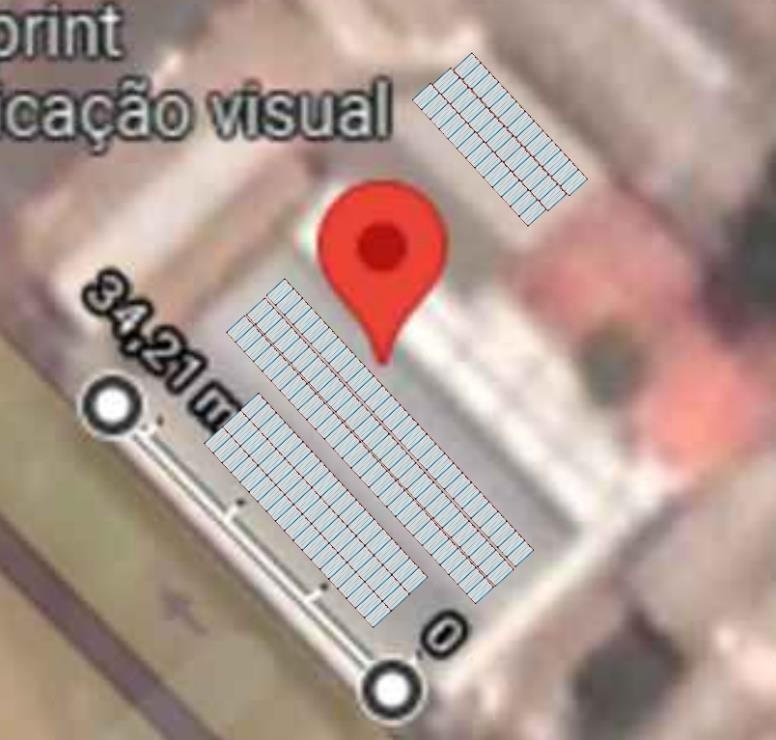 print
icação visual
34,21 m
0